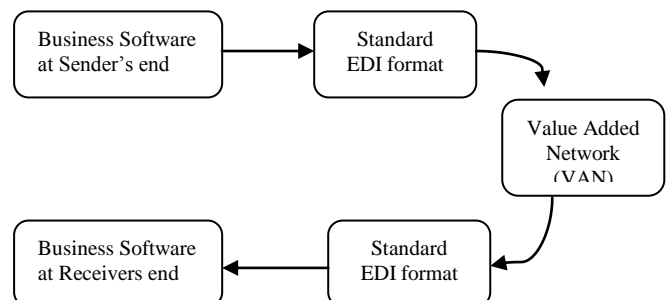 Business Software
at Sender's end
Standard
EDI format
Value Added
Network
(VAN)
Standard
EDI format
Business Software
at Receivers end